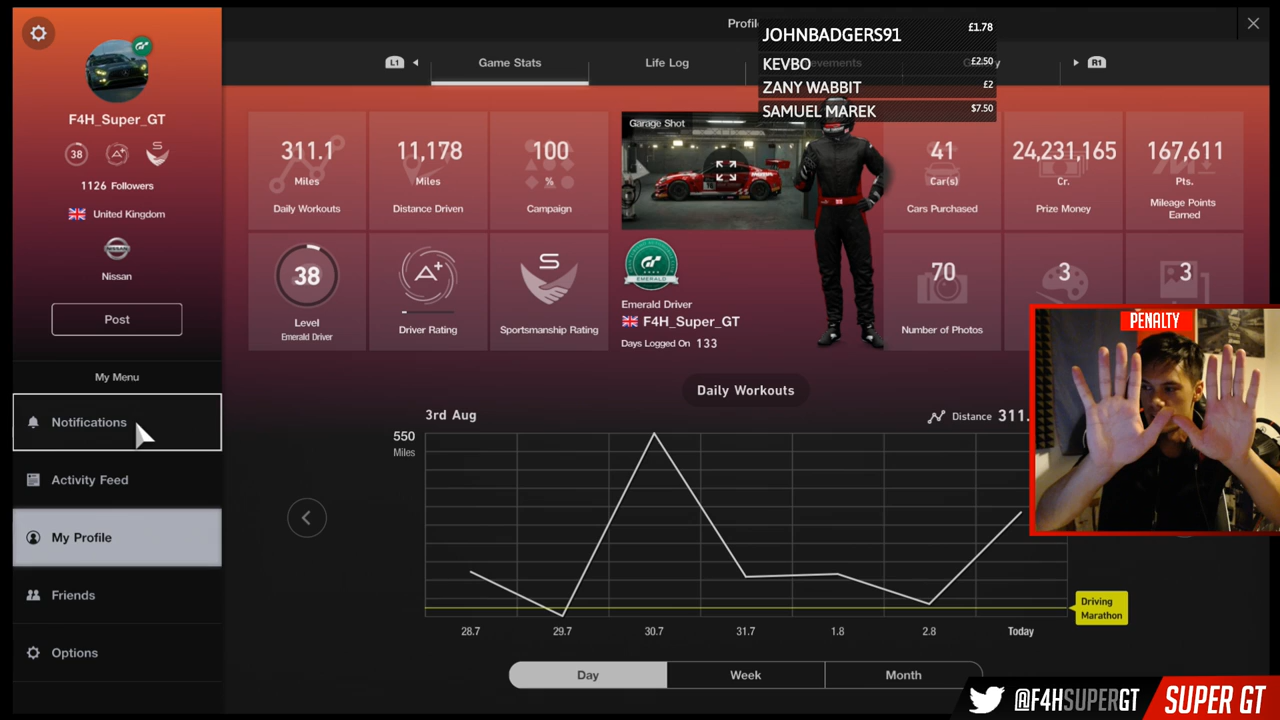 Profil
JOHNBADGERS91 £1.78
KEVBO £2.50
ZANY WABBIT £2
SAMUEL MAREK $7.50
L1
Game Stats
Life Log
R1
F4H_Super_GT
38 A+ S
1126 Followers
United Kingdom
NISSAN
Nissan
Post
My Menu
Notifications
Activity Feed
My Profile
Friends
Options
311.1
Miles
Daily Workouts
11,178
Miles
Distance Driven
100
%
Campaign
Garage Shot
41
Car(s)
Cars Purchased
24,231,165
Cr.
Prize Money
167,611
Pts.
Mileage Points
Earned
38
Level
Emerald Driver
A+
Driver Rating
S
Sportsmanship Rating
EMERALD
Emerald Driver
F4H_Super_GT
Days Logged On 133
70
Number of Photos
3
3
PENALTY
Daily Workouts
3rd Aug
Distance 311.
550
Miles
Driving
Marathon
28.7 29.7 30.7 31.7 1.8 2.8 Today
Day Week Month
@F4HSUPERGT SUPER GT